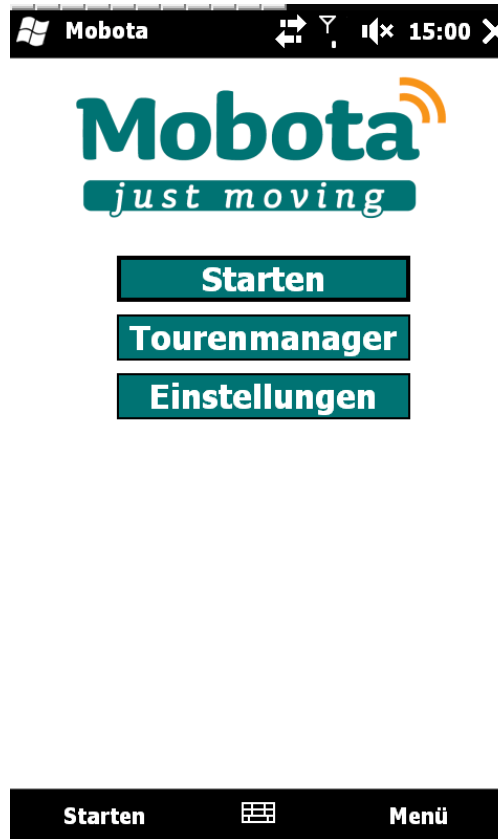 Mobota
15:00
Mobota
just moving
Starten
Tourenmanager
Einstellungen
Starten
Menü